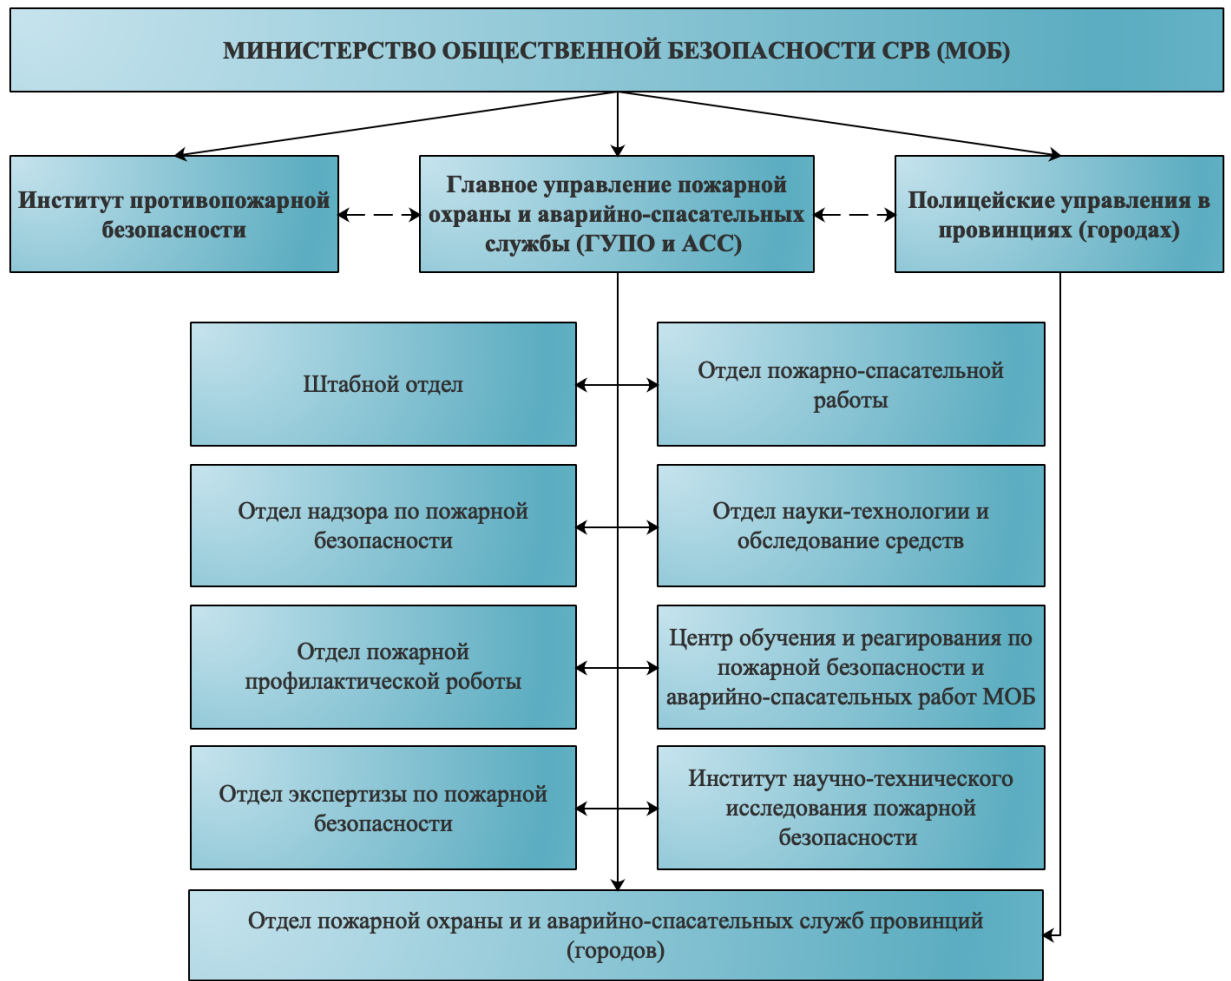 МИНИСТЕРСТВО ОБЩЕСТВЕННОЙ БЕЗОПАСНОСТИ СРВ (МОБ)
Институт противопожарной
безопасности
Главное управление пожарной
охраны и аварийно-спасательных
службы (ГУПО и АСС)
Полицейские управления в
провинциях (городах)
Штабной отдел
Отдел пожарно-спасательной
работы
Отдел надзора по пожарной
безопасности
Отдел науки-технологии и
обследование средств
Отдел пожарной
профилактической роботы
Центр обучения и реагирования по
пожарной безопасности и
аварийно-спасательных работ МОБ
Отдел экспертизы по пожарной
безопасности
Институт научно-технического
исследования пожарной
безопасности
Отдел пожарной охраны и и аварийно-спасательных служб провинций
(городов)